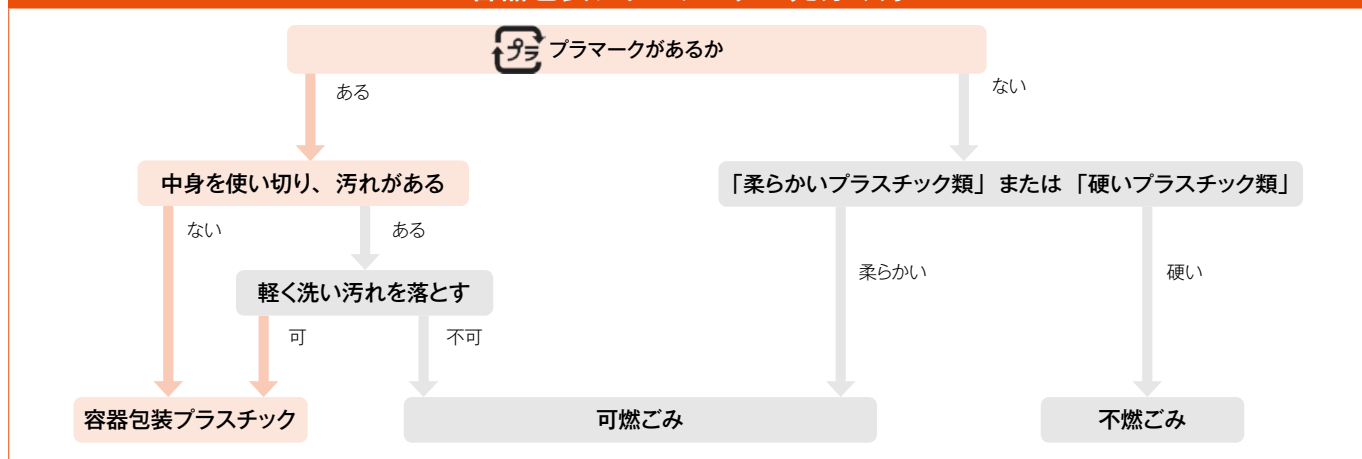 プラ プラマークがあるか
ある
ない
中身を使い切り、汚れがある
「柔らかいプラスチック類」または「硬いプラスチック類」
ない
ある
柔らかい
硬い
軽く洗い汚れを落とす
可
不可
容器包装プラスチック
可燃ごみ
不燃ごみ